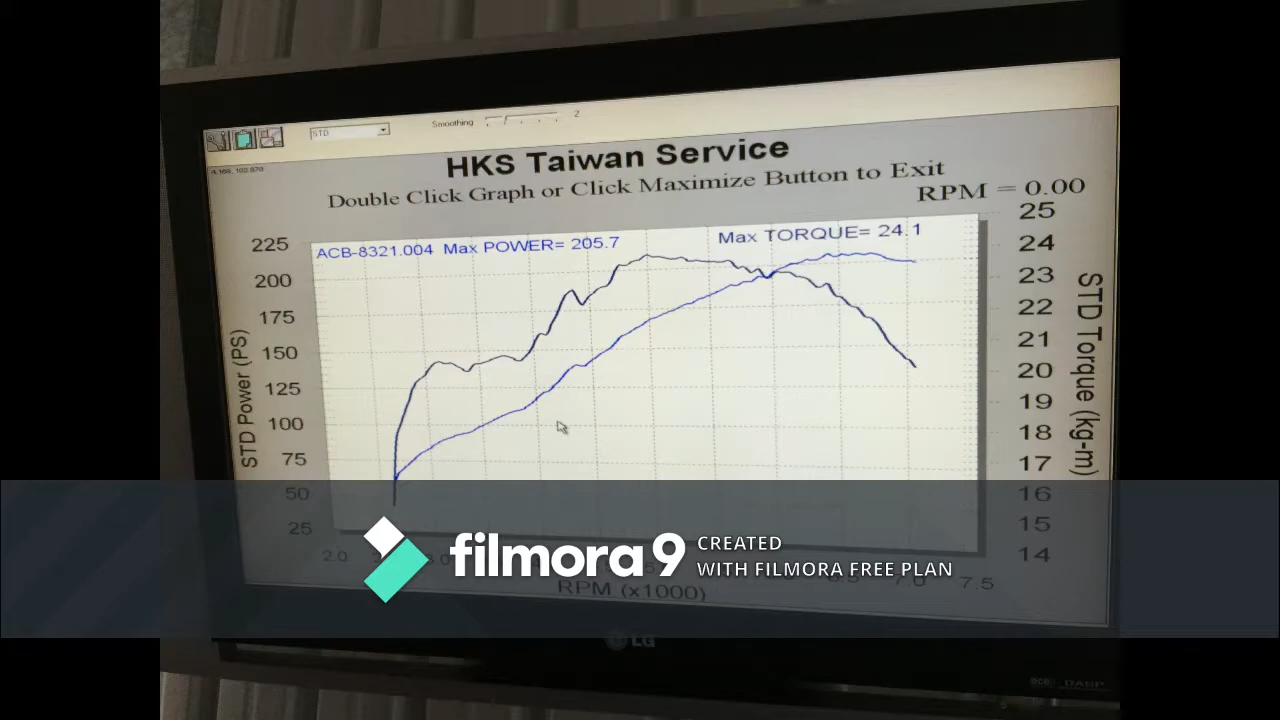 STD
Smoothing
2
HKS Taiwan Service
Double Click Graph or Click Maximize Button to Exit
RPM = 0.00
ACB-8321.004 Max POWER= 205.7
Max TORQUE= 24.1
225
200
175
150
125
100
75
50
25
STD Power (PS)
25
24
23
22
21
20
19
18
17
16
15
14
STD Torque (kg-m)
2.0
7.0
7.5
RPM (x1000)
filmora9
CREATED
WITH FILMORA FREE PLAN
LG